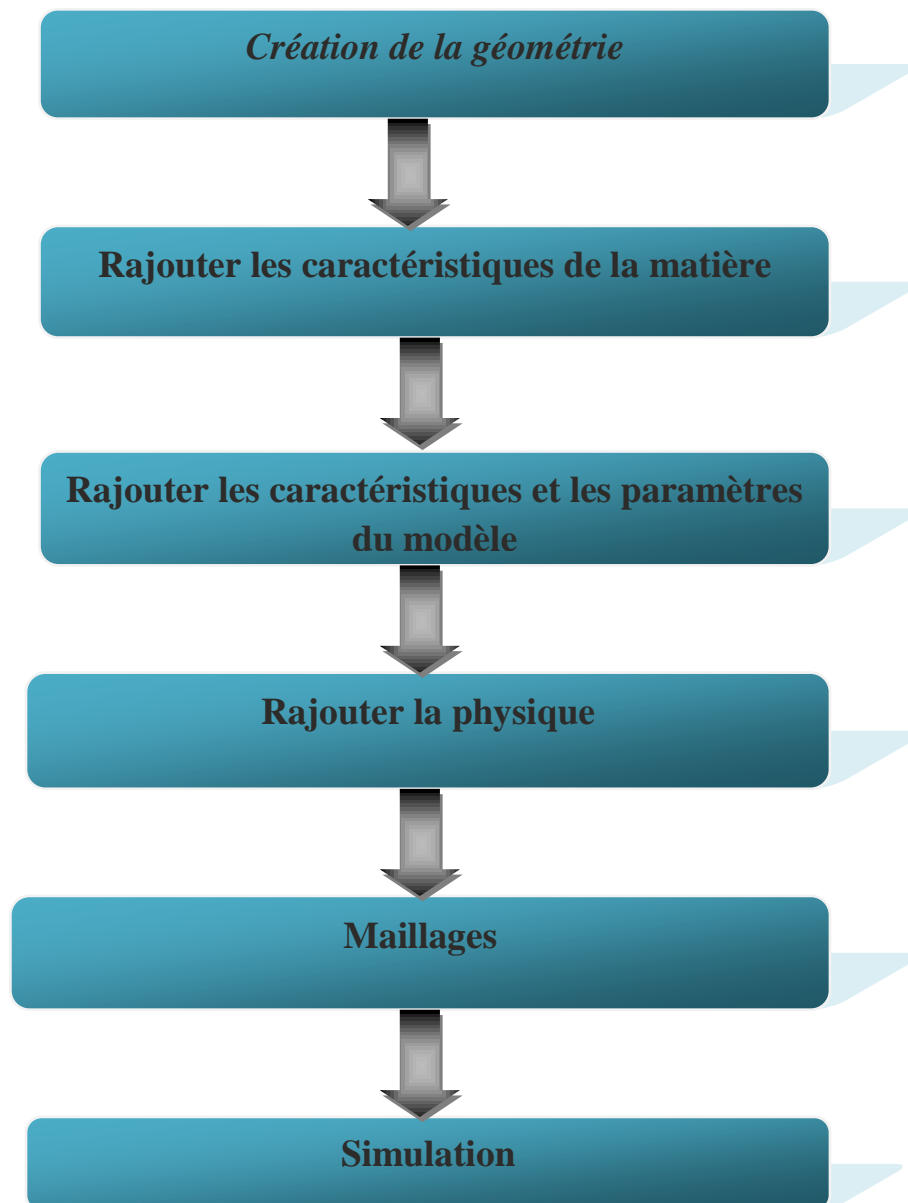 Création de la géométrie
Rajouter les caractéristiques de la matière
Rajouter les caractéristiques et les paramètres
du modèle
Rajouter la physique
Maillages
Simulation